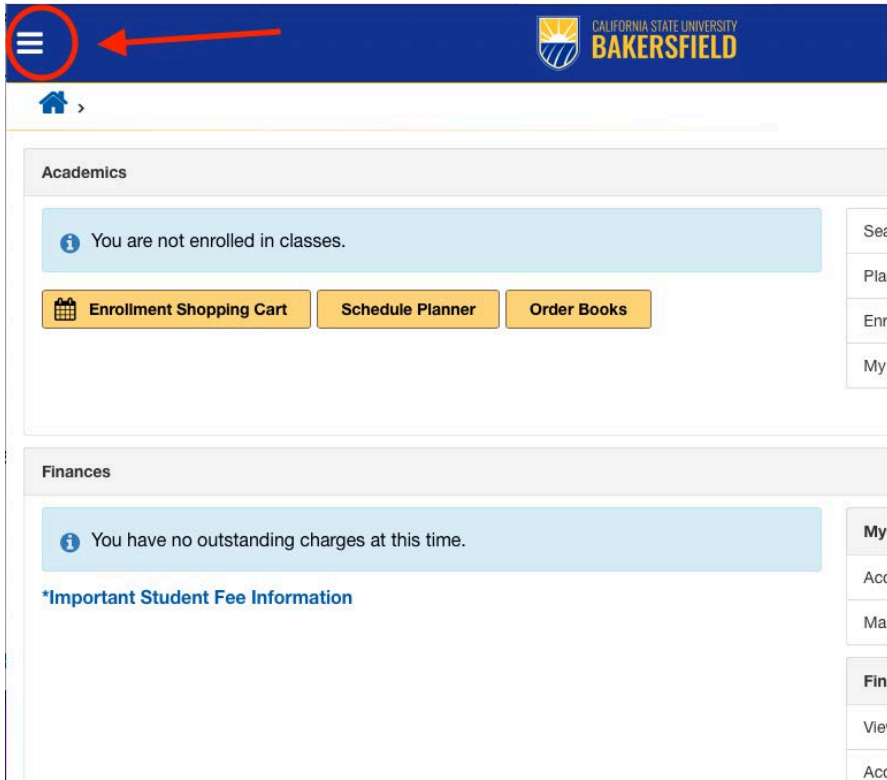 CALIFORNIA STATE UNIVERSITY
BAKERSFIELD
Academics
You are not enrolled in classes.
Enrollment Shopping Cart
Schedule Planner
Order Books
Finances
You have no outstanding charges at this time.
*Important Student Fee Information
My